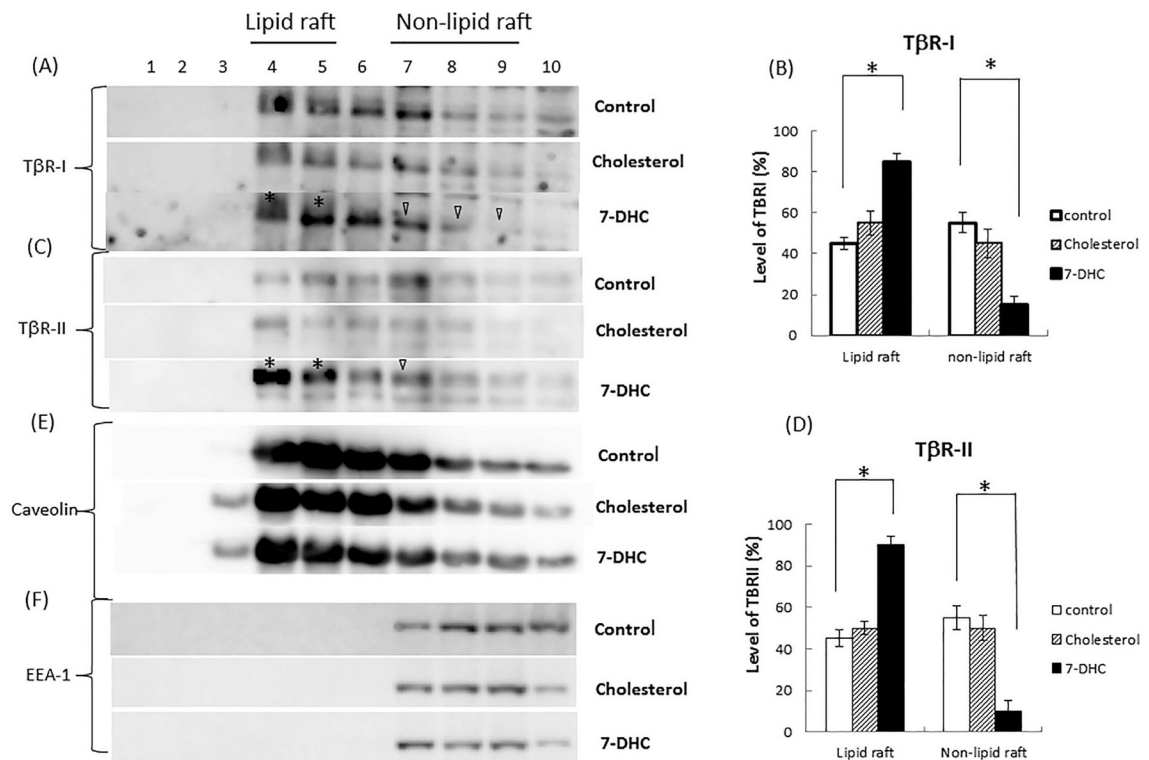 Lipid raft Non-lipid raft
(A) 1 2 3 4 5 6 7 8 9 10
Control
TβR-I
Cholesterol
* * 7-DHC
(C)
Control
TβR-II
Cholesterol
* * 7-DHC
(E)
Control
Caveolin
Cholesterol
7-DHC
(F)
Control
EEA-1
Cholesterol
7-DHC
TβR-I
(B)
* *
Level of TBRI (%)
100
80
60
40
20
0
Lipid raft non-lipid raft
control
Cholesterol
7-DHC
(D)
TβR-II
* *
Level of TBRII (%)
100
80
60
40
20
0
Lipid raft Non-lipid raft
control
Cholesterol
7-DHC